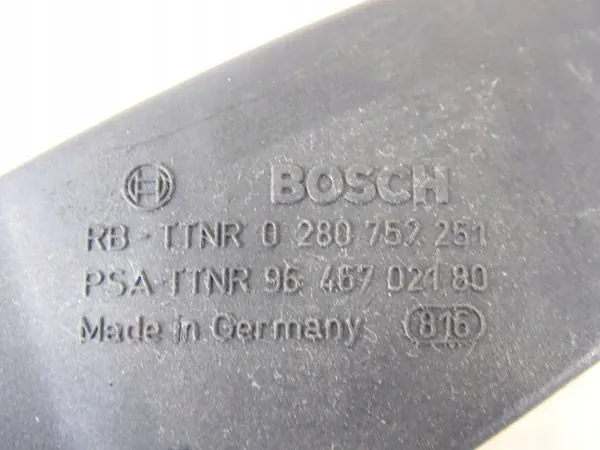 BOSCH
RB-TTNR 0 280 752 251
PSA-TTNR 96 467 021 80
Made in Germany 816